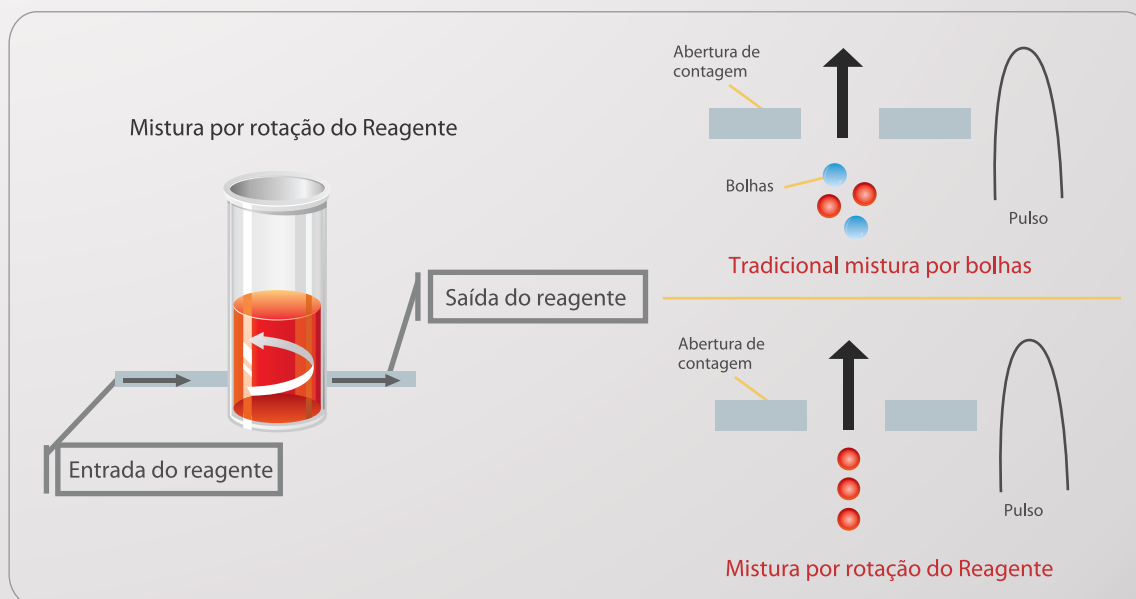 Mistura por rotação do Reagente
Saída do reagente
Entrada do reagente
Abertura de
contagem
Bolhas
Pulso
Tradicional mistura por bolhas
Abertura de
contagem
Pulso
Mistura por rotação do Reagente